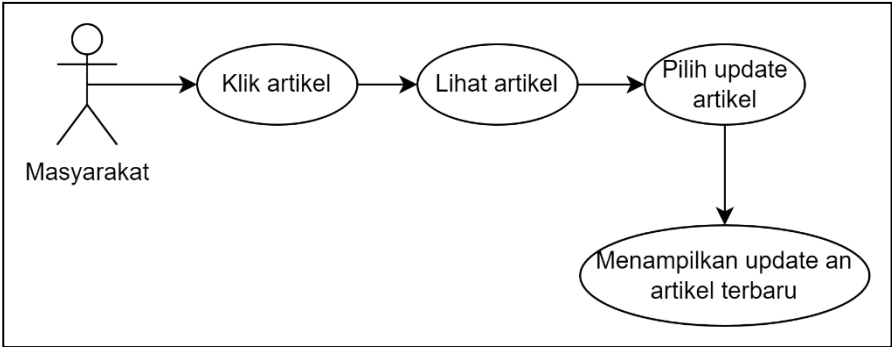 Klik artikel
Lihat artikel
Pilih update
artikel
Masyarakat
Menampilkan update an
artikel terbaru